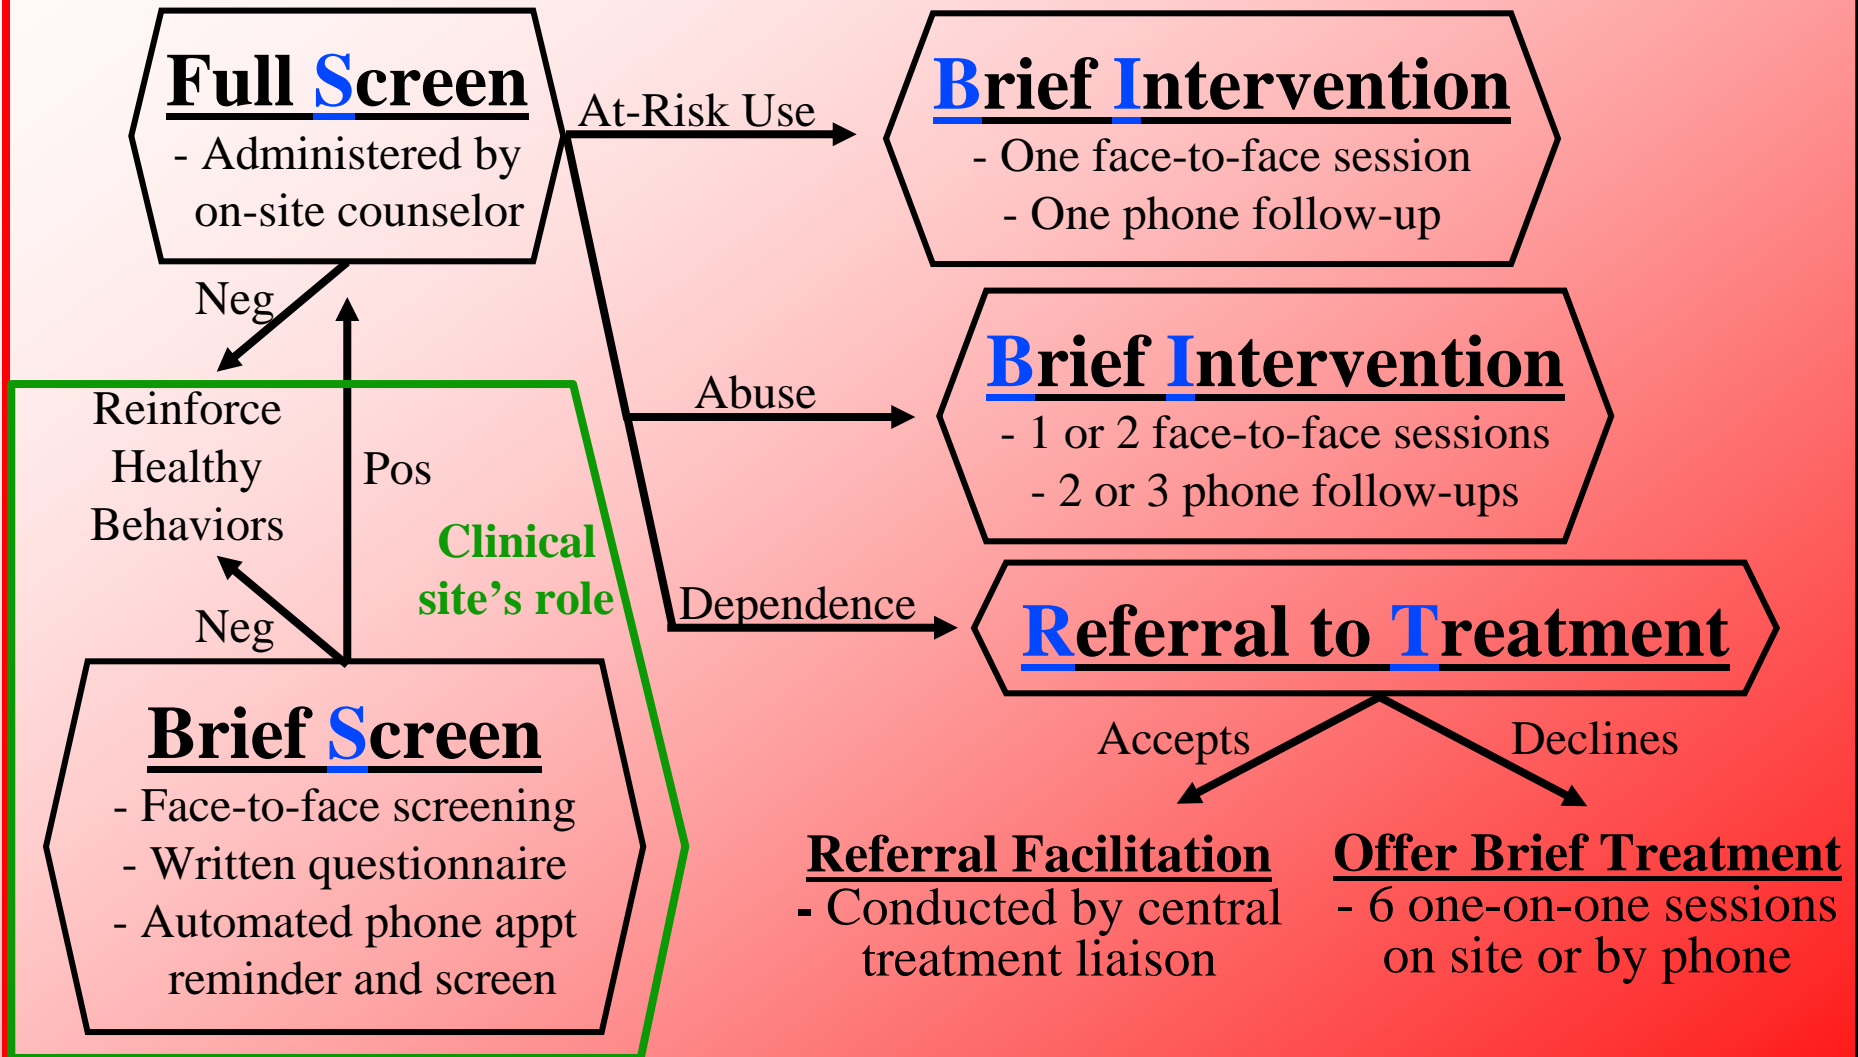 Full Screen
- Administered by
on-site counselor
At-Risk Use
Brief Intervention
- One face-to-face session
- One phone follow-up
Neg
Reinforce
Healthy
Behaviors
Pos
Neg
Clinical
site's role
Abuse
Brief Intervention
- 1 or 2 face-to-face sessions
- 2 or 3 phone follow-ups
Dependence
Referral to Treatment
Brief Screen
- Face-to-face screening
- Written questionnaire
- Automated phone appt
reminder and screen
Accepts
Declines
Referral Facilitation
- Conducted by central
treatment liaison
Offer Brief Treatment
- 6 one-on-one sessions
on site or by phone